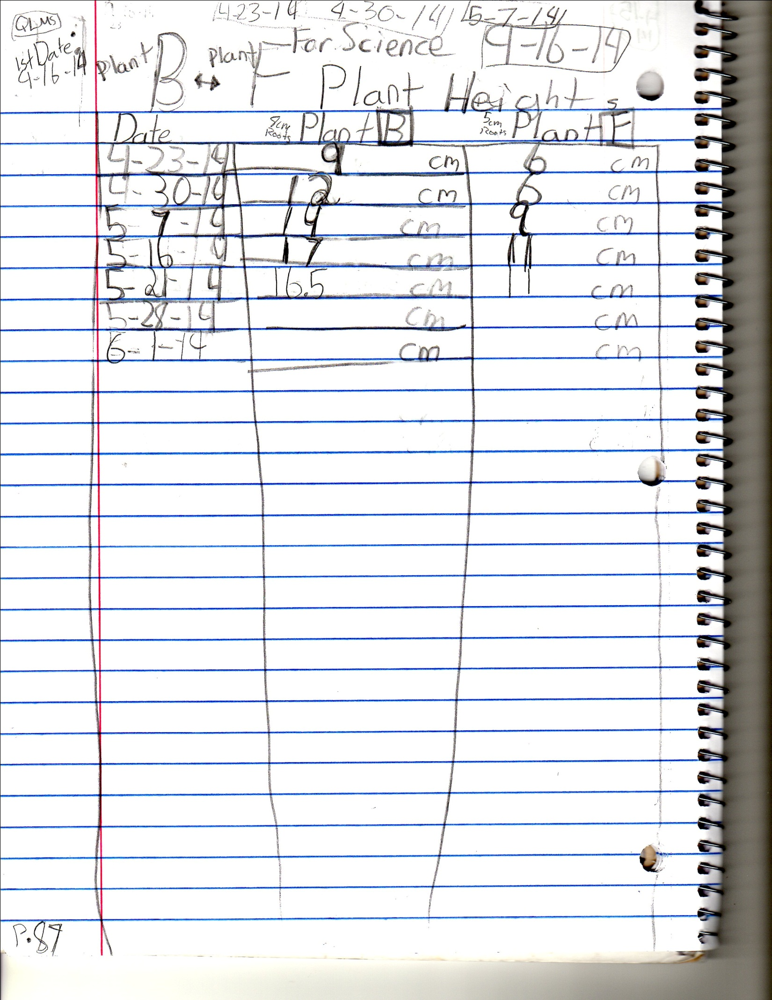 4-23-14 4-30-14 5-7-14
QLMS
1st Date:
4-16-14
Plant B ↔ Plant F For Science 4-16-14
Plant Heights
Date 8cm Roots Plant B 5cm Roots Plant F
4-23-14 9 cm 6 cm
4-30-14 12 cm 6 cm
5-7-14 14 cm 9 cm
5-16-14 17 cm 11 cm
5-21-14 16.5 cm 11 cm
5-28-14 cm cm
6-1-14 cm cm
P.87